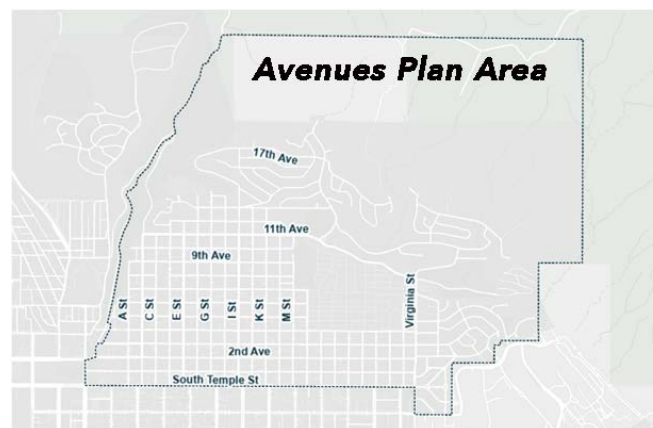 Avenues Plan Area
17th Ave
11th Ave
9th Ave
A St
C St
E St
G St
I St
K St
M St
Virginia St
2nd Ave
South Temple St